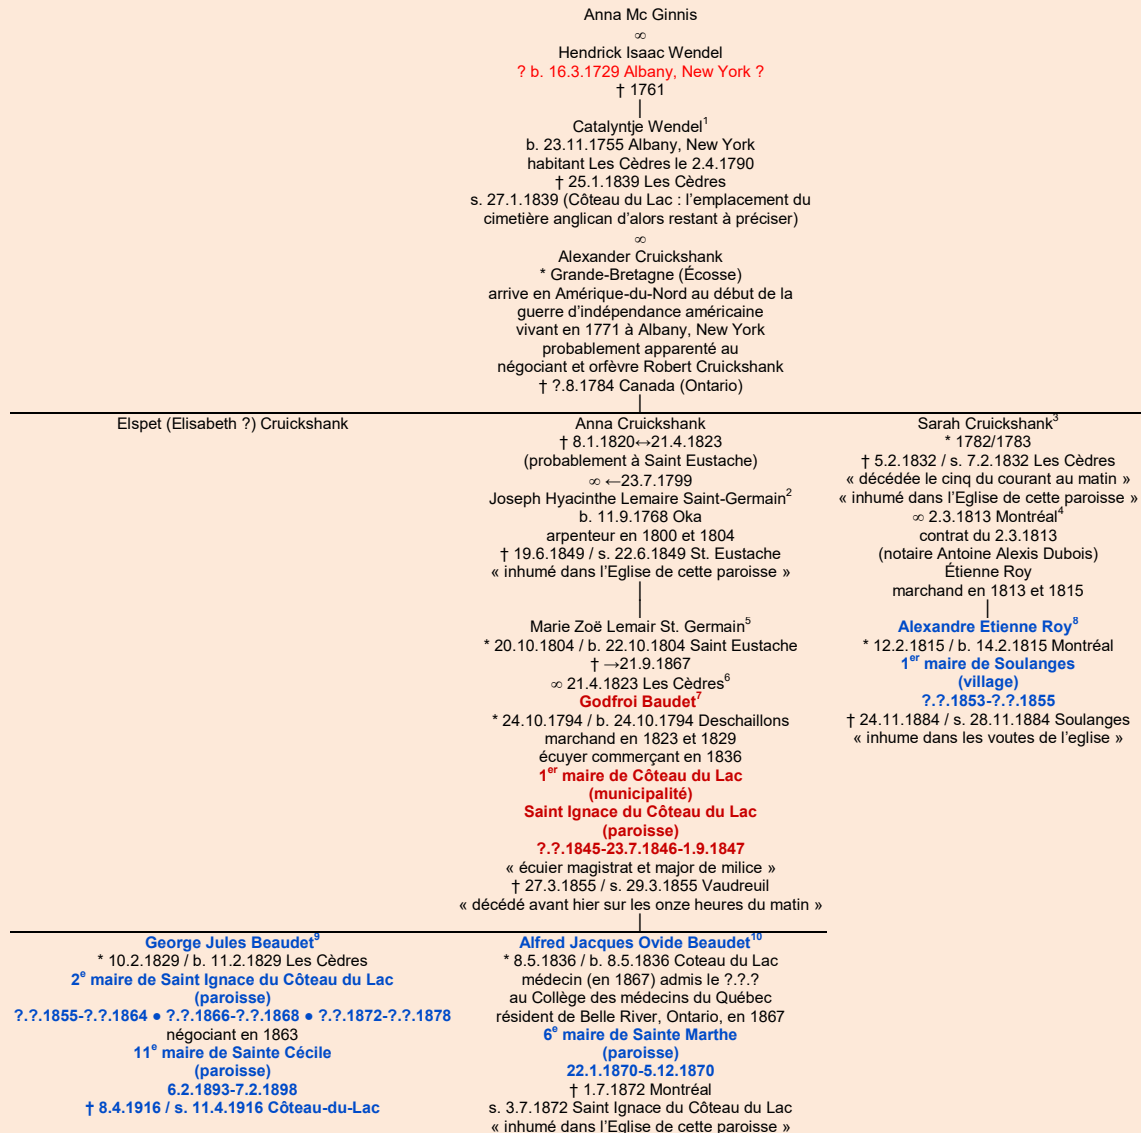 Anna Mc Ginnis
∞
Hendrick Isaac Wendel
? b. 16.3.1729 Albany, New York ?
† 1761
Catalyntje Wendel1
b. 23.11.1755 Albany, New York
habitant Les Cèdres le 2.4.1790
† 25.1.1839 Les Cèdres
s. 27.1.1839 (Côteau du Lac : l'emplacement du
cimetière anglican d'alors restant à préciser)
∞
Alexander Cruickshank
* Grande-Bretagne (Écosse)
arrive en Amérique-du-Nord au début de la
guerre d'indépendance américaine
vivant en 1771 à Albany, New York
probablement apparenté au
négociant et orfèvre Robert Cruickshank
† ?.8.1784 Canada (Ontario)
Elspet (Elisabeth ?) Cruickshank
Anna Cruickshank
† 8.1.1820↔21.4.1823
(probablement à Saint Eustache)
∞ ←23.7.1799
Joseph Hyacinthe Lemaire Saint-Germain2
b. 11.9.1768 Oka
arpenteur en 1800 et 1804
† 19.6.1849 / s. 22.6.1849 St. Eustache
« inhumé dans l'Eglise de cette paroisse »
Sarah Cruickshank3
* 1782/1783
† 5.2.1832 / s. 7.2.1832 Les Cèdres
« décédée le cinq du courant au matin »
« inhumé dans l'Eglise de cette paroisse »
∞ 2.3.1813 Montréal4
contrat du 2.3.1813
(notaire Antoine Alexis Dubois)
Étienne Roy
marchand en 1813 et 1815
Marie Zoë Lemair St. Germain5
* 20.10.1804 / b. 22.10.1804 Saint Eustache
† →21.9.1867
∞ 21.4.1823 Les Cèdres6
Godfroi Baudet7
* 24.10.1794 / b. 24.10.1794 Deschaillons
marchand en 1823 et 1829
écuyer commerçant en 1836
1er maire de Côteau du Lac
(municipalité)
Saint Ignace du Côteau du Lac
(paroisse)
?.?.1845-23.7.1846-1.9.1847
« écuier magistrat et major de milice »
† 27.3.1855 / s. 29.3.1855 Vaudreuil
« décédé avant hier sur les onze heures du matin »
Alexandre Etienne Roy8
* 12.2.1815 / b. 14.2.1815 Montréal
1er maire de Soulanges
(village)
?.?.1853-?.?.1855
† 24.11.1884 / s. 28.11.1884 Soulanges
« inhume dans les voutes de l'eglise »
George Jules Beaudet9
* 10.2.1829 / b. 11.2.1829 Les Cèdres
2e maire de Saint Ignace du Côteau du Lac
(paroisse)
?.?.1855-?.?.1864 ● ?.?.1866-?.?.1868 ● ?.?.1872-?.?.1878
négociant en 1863
11e maire de Sainte Cécile
(paroisse)
6.2.1893-7.2.1898
† 8.4.1916 / s. 11.4.1916 Côteau-du-Lac
Alfred Jacques Ovide Beaudet10
* 8.5.1836 / b. 8.5.1836 Coteau du Lac
médecin (en 1867) admis le ?.?.?
au Collège des médecins du Québec
résident de Belle River, Ontario, en 1867
6e maire de Sainte Marthe
(paroisse)
22.1.1870-5.12.1870
† 1.7.1872 Montréal
s. 3.7.1872 Saint Ignace du Côteau du Lac
« inhumé dans l'Eglise de cette paroisse »